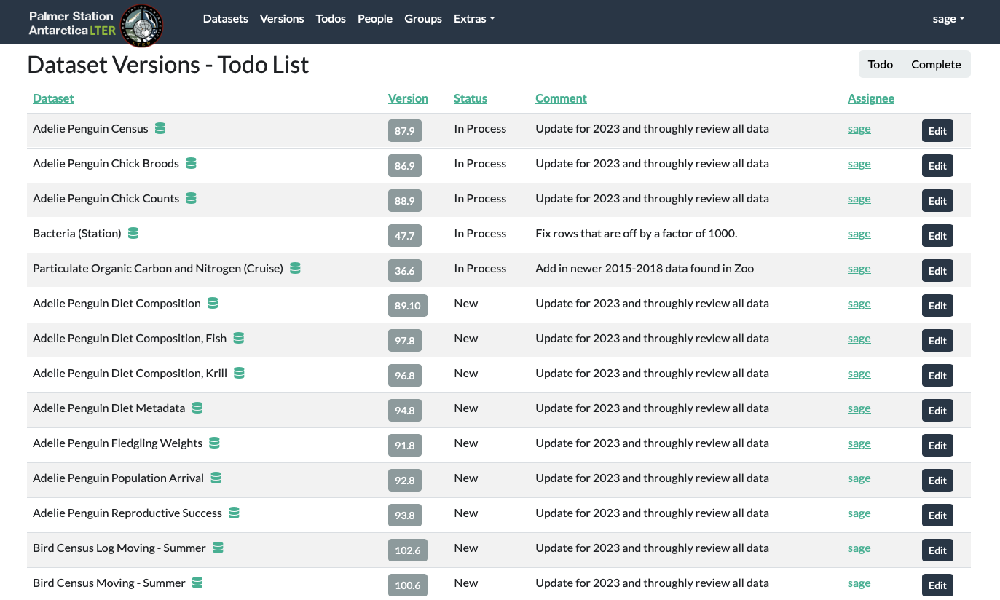 Palmer Station
Antarctica LTER
Datasets Versions Todos People Groups Extras sage
Dataset Versions - Todo List Todo Complete
Dataset Version Status Comment Assignee
Adelie Penguin Census 87.9 In Process Update for 2023 and throughly review all data sage Edit
Adelie Penguin Chick Broods 86.9 In Process Update for 2023 and throughly review all data sage Edit
Adelie Penguin Chick Counts 88.9 In Process Update for 2023 and throughly review all data sage Edit
Bacteria (Station) 47.7 In Process Fix rows that are off by a factor of 1000. sage Edit
Particulate Organic Carbon and Nitrogen (Cruise) 36.6 In Process Add in newer 2015-2018 data found in Zoo sage Edit
Adelie Penguin Diet Composition 89.10 New Update for 2023 and throughly review all data sage Edit
Adelie Penguin Diet Composition, Fish 97.8 New Update for 2023 and throughly review all data sage Edit
Adelie Penguin Diet Composition, Krill 96.8 New Update for 2023 and throughly review all data sage Edit
Adelie Penguin Diet Metadata 94.8 New Update for 2023 and throughly review all data sage Edit
Adelie Penguin Fledgling Weights 91.8 New Update for 2023 and throughly review all data sage Edit
Adelie Penguin Population Arrival 92.8 New Update for 2023 and throughly review all data sage Edit
Adelie Penguin Reproductive Success 93.8 New Update for 2023 and throughly review all data sage Edit
Bird Census Log Moving - Summer 102.6 New Update for 2023 and throughly review all data sage Edit
Bird Census Moving - Summer 100.6 New Update for 2023 and throughly review all data sage Edit